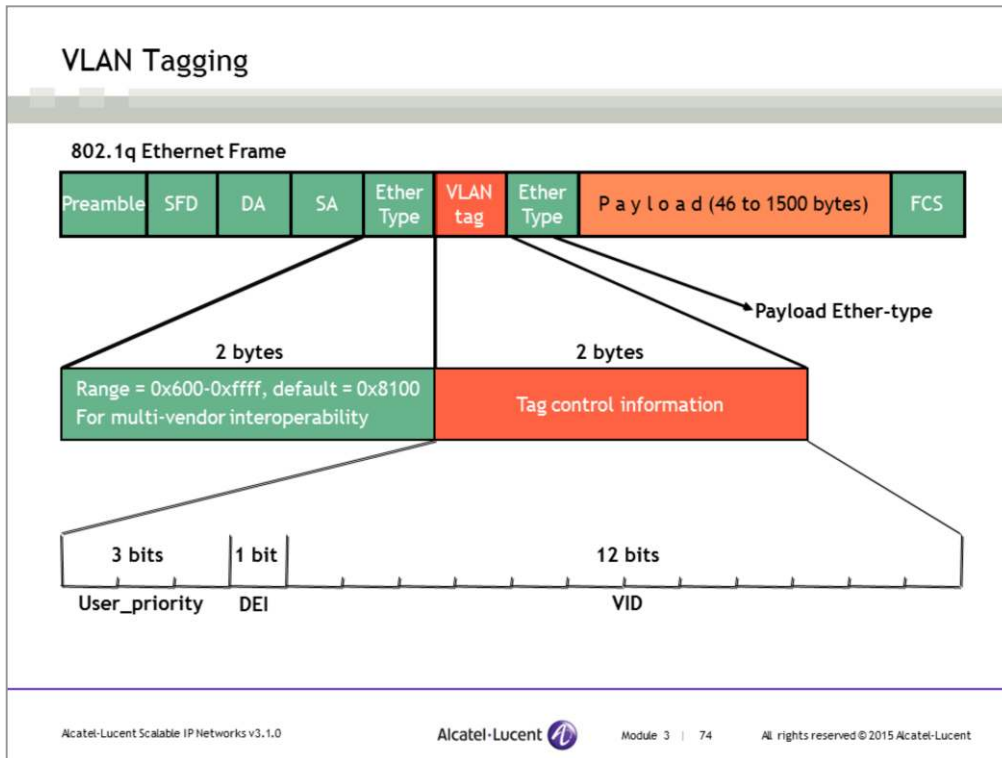 VLAN Tagging
802.1q Ethernet Frame
Preamble SFD DA SA Ether Type VLAN tag Ether Type P a y l o a d (46 to 1500 bytes) FCS
Payload Ether-type
2 bytes 2 bytes
Range = 0x600-0xffff, default = 0x8100
For multi-vendor interoperability
Tag control information
3 bits 1 bit 12 bits
User_priority DEI VID
Alcatel-Lucent Scalable IP Networks v3.1.0 Alcatel·Lucent Module 3 | 74 All rights reserved © 2015 Alcatel-Lucent